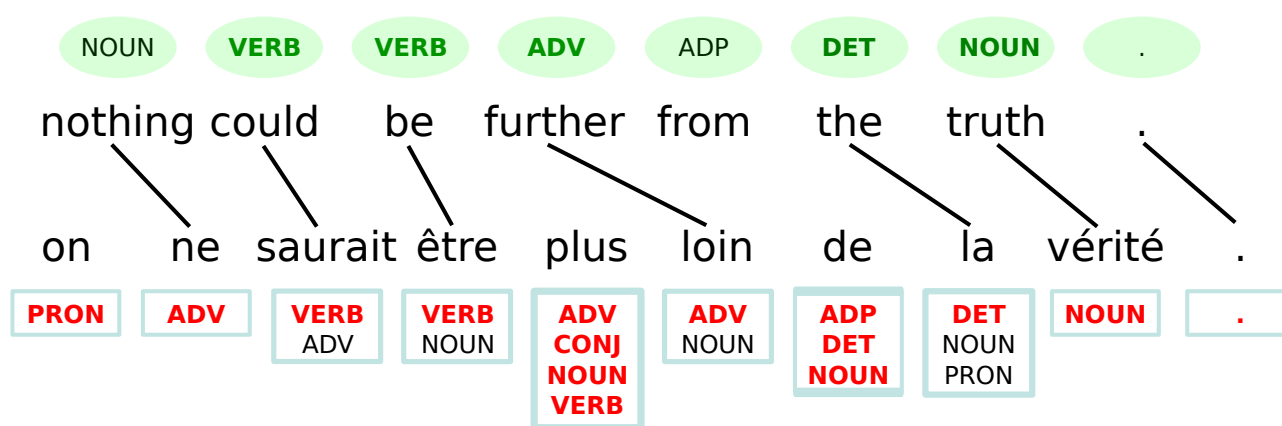 NOUN VERB VERB ADV ADP DET NOUN .
nothing could be further from the truth .
on ne saurait être plus loin de la vérité .
PRON ADV VERB VERB ADV ADV ADP DET NOUN .
ADV NOUN CONJ NOUN DET NOUN
NOUN NOUN PRON
VERB